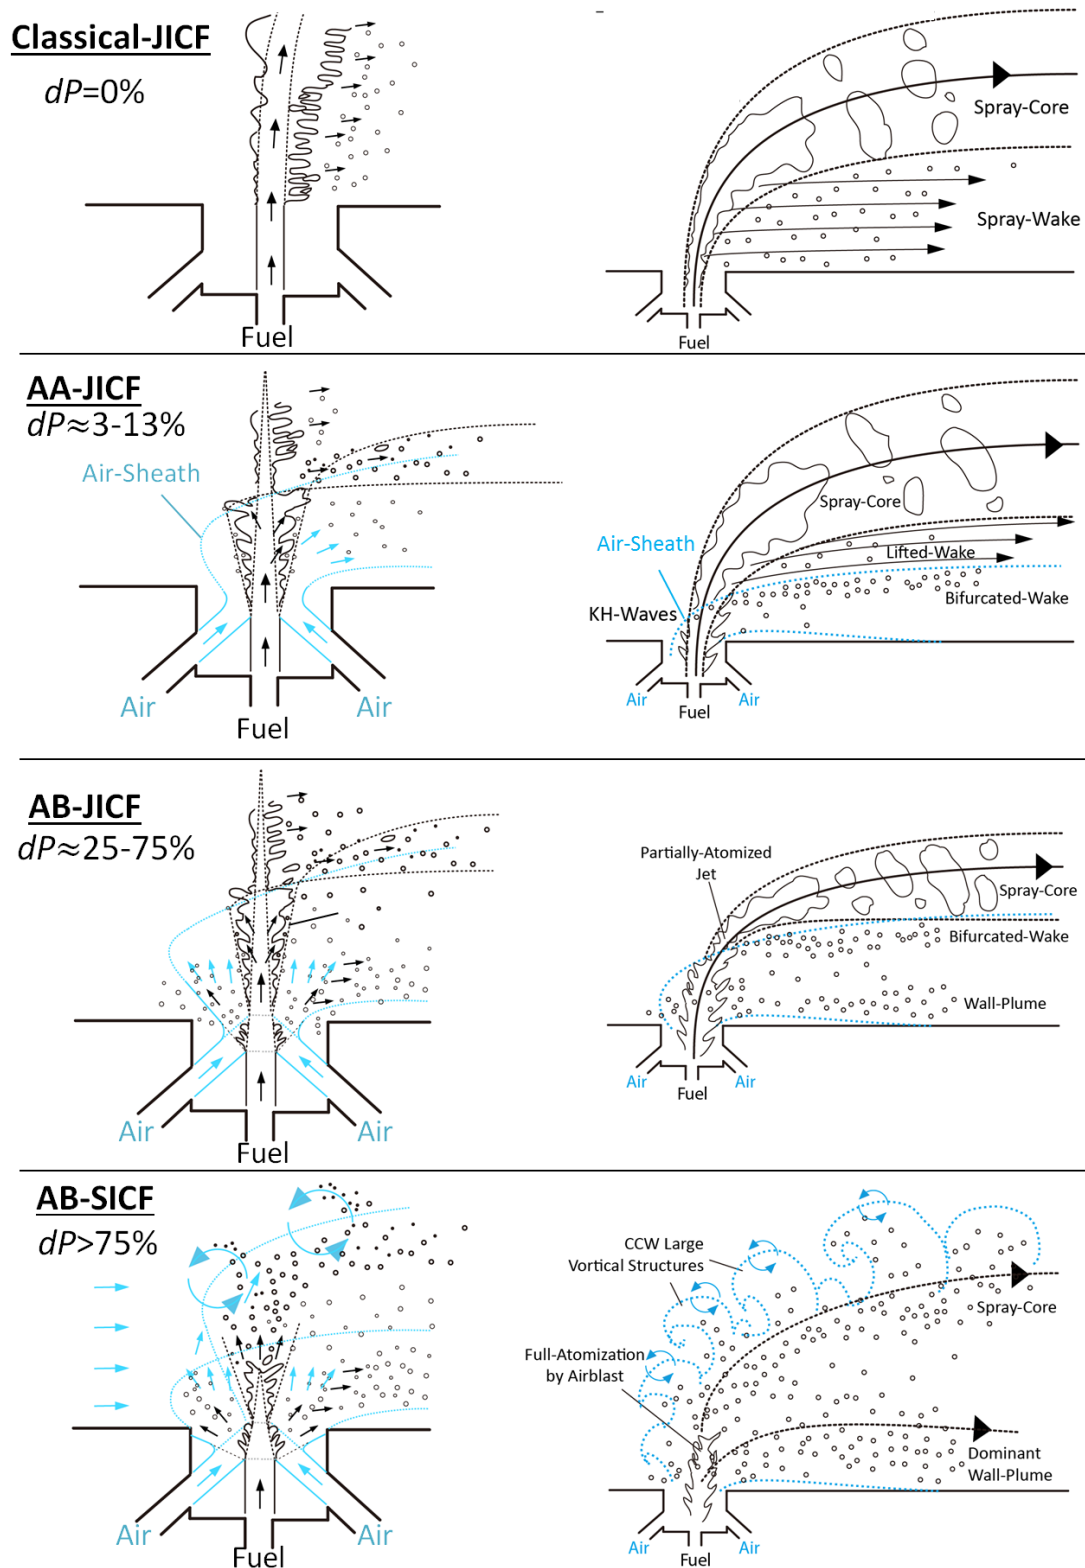 Classical-JICF
dP=0%
Fuel
Spray-Core
Spray-Wake
Fuel
AA-JICF
dP≈3-13%
Air-Sheath
Air
Air
Fuel
Spray-Core
Air-Sheath
Lifted-Wake
KH-Waves
Bifurcated-Wake
Air
Fuel
Air
AB-JICF
dP≈25-75%
Air
Air
Fuel
Partially-Atomized
Jet
Spray-Core
Bifurcated-Wake
Wall-Plume
Air
Fuel
Air
AB-SICF
dP>75%
Air
Air
Fuel
CCW Large
Vortical Structures
Spray-Core
Full-Atomization
by Airblast
Dominant
Wall-Plume
Air
Fuel
Air